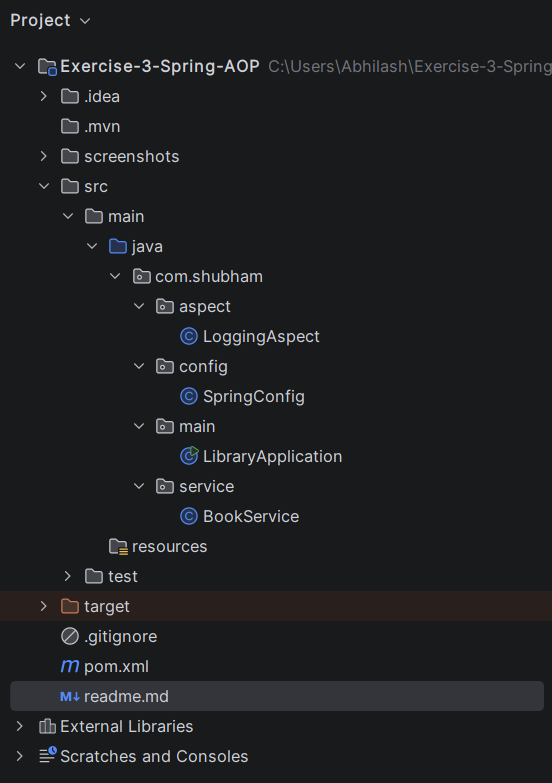 Project
Exercise-3-Spring-AOP C:\Users\Abhilash\Exercise-3-Spring
.idea
.mvn
screenshots
src
main
java
com.shubham
aspect
LoggingAspect
config
SpringConfig
main
LibraryApplication
service
BookService
resources
test
target
.gitignore
pom.xml
readme.md
External Libraries
Scratches and Consoles